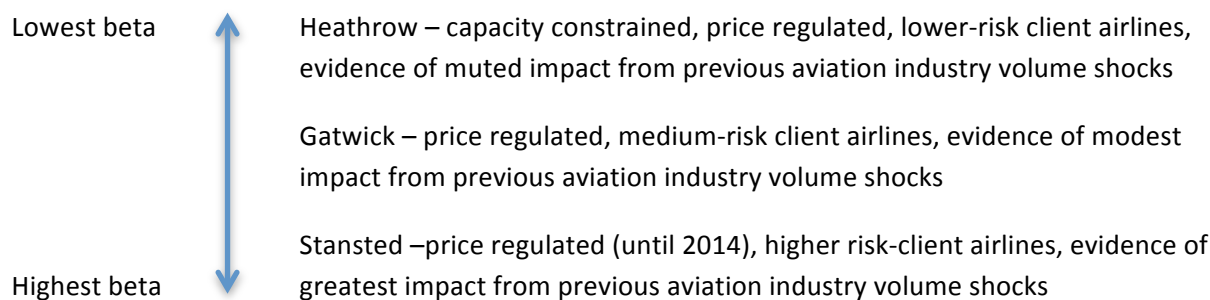 Lowest beta
Heathrow – capacity constrained, price regulated, lower-risk client airlines,
evidence of muted impact from previous aviation industry volume shocks
Gatwick – price regulated, medium-risk client airlines, evidence of modest
impact from previous aviation industry volume shocks
Stansted –price regulated (until 2014), higher risk-client airlines, evidence of
Highest beta
greatest impact from previous aviation industry volume shocks